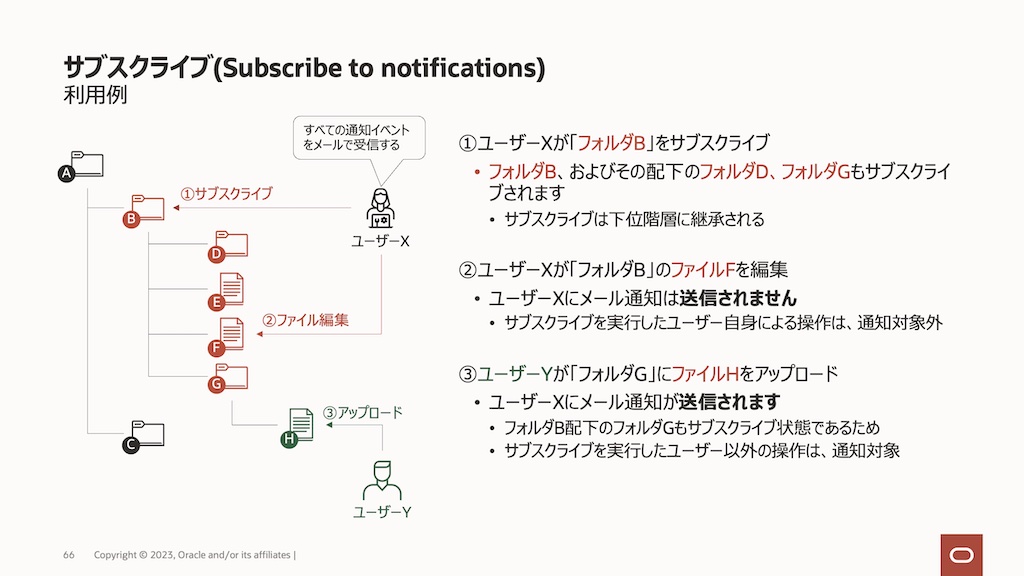 サブスクライブ(Subscribe to notifications)
利用例
すべての通知イベント
をメールで受信する
A
①サブスクライブ
B
ユーザーX
D
E
②ファイル編集
F
G
③アップロード
H
C
ユーザーY
①ユーザーXが「フォルダB」をサブスクライブ
• フォルダB、およびその配下のフォルダD、フォルダGもサブスクライ
ブされます
• サブスクライブは下位階層に継承される
②ユーザーXが「フォルダB」のファイルFを編集
• ユーザーXにメール通知は送信されません
• サブスクライブを実行したユーザー自身による操作は、通知対象外
③ユーザーYが「フォルダG」にファイルHをアップロード
• ユーザーXにメール通知が送信されます
• フォルダB配下のフォルダGもサブスクライブ状態であるため
• サブスクライブを実行したユーザー以外の操作は、通知対象
66 Copyright © 2023, Oracle and/or its affiliates |